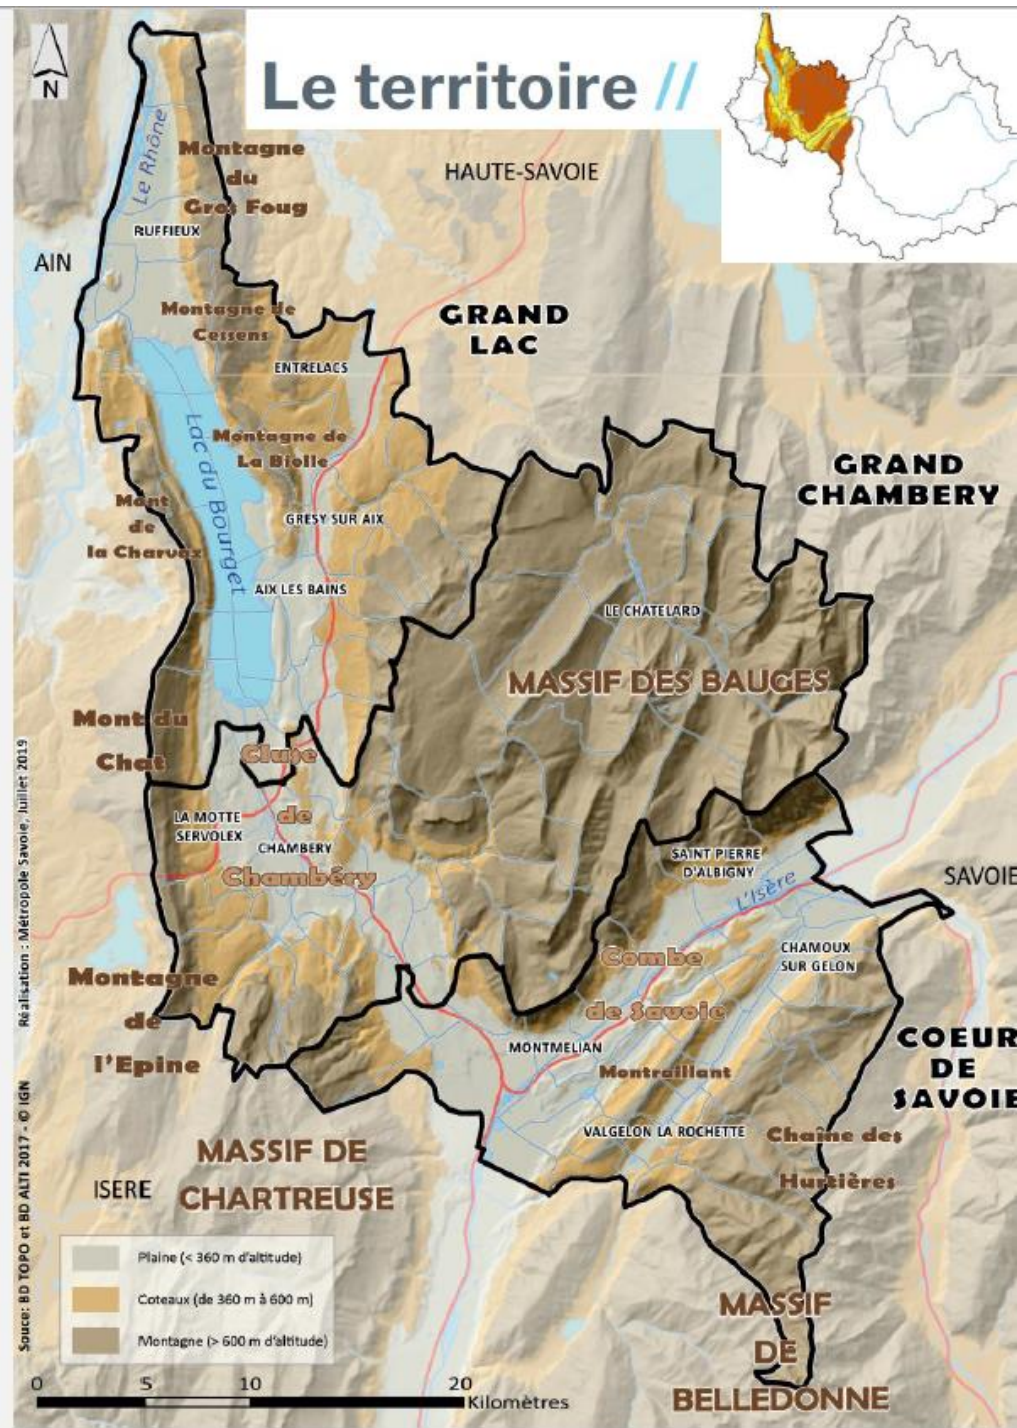 Le territoire //
N
Le Rhône
Montagne
du
Gros Foug
HAUTE-SAVOIE
RUFFIEUX
AIN
Montagne de
Cessens
GRAND
LAC
ENTRELACS
Lac du Bourget
Montagne de
La Biolle
GRAND
CHAMBERY
Mont
de
la Charvaz
GRESY SUR AIX
AIX LES BAINS
LE CHATELARD
MASSIF DES BAUGES
Mont du
Chat
Cluse
de
Chambéry
LA MOTTE
SERVOLEX
CHAMBERY
SAINT PIERRE
D'ALBIGNY
L'Isère
SAVOIE
CHAMOUX
SUR GELON
Combe
de Savoie
Montagne
de
l'Epine
MONTMELIAN
Montraillant
COEUR
DE
SAVOIE
VALGELON LA ROCHETTE
Chaîne des
Hurtières
MASSIF DE
CHARTREUSE
ISERE
MASSIF
DE
BELLEDONNE
Plaine (< 360 m d'altitude)
Coteaux (de 360 m à 600 m)
Montagne (> 600 m d'altitude)
0 5 10 20
Kilomètres
Souce: BD TOPO et BD ALTI 2017 - © IGN Réalisation : Métropole Savoie, Juillet 2019